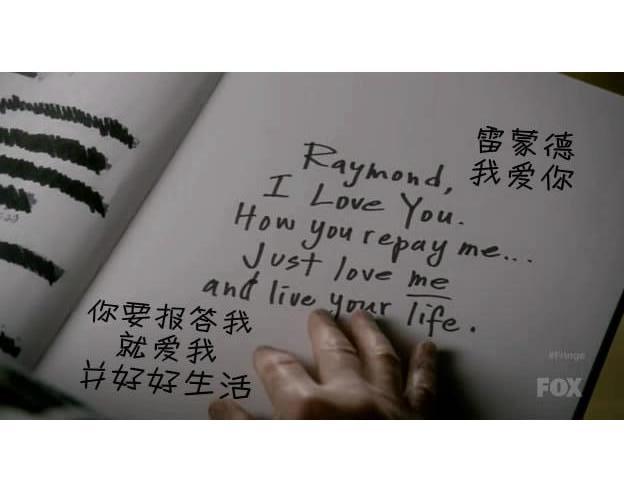 Raymond,
I Love You.
How you repay me...
Just love me
and live your life.
雷蒙德
我爱你
你要报答我
就爱我
并好好生活
#Fringe
FOX